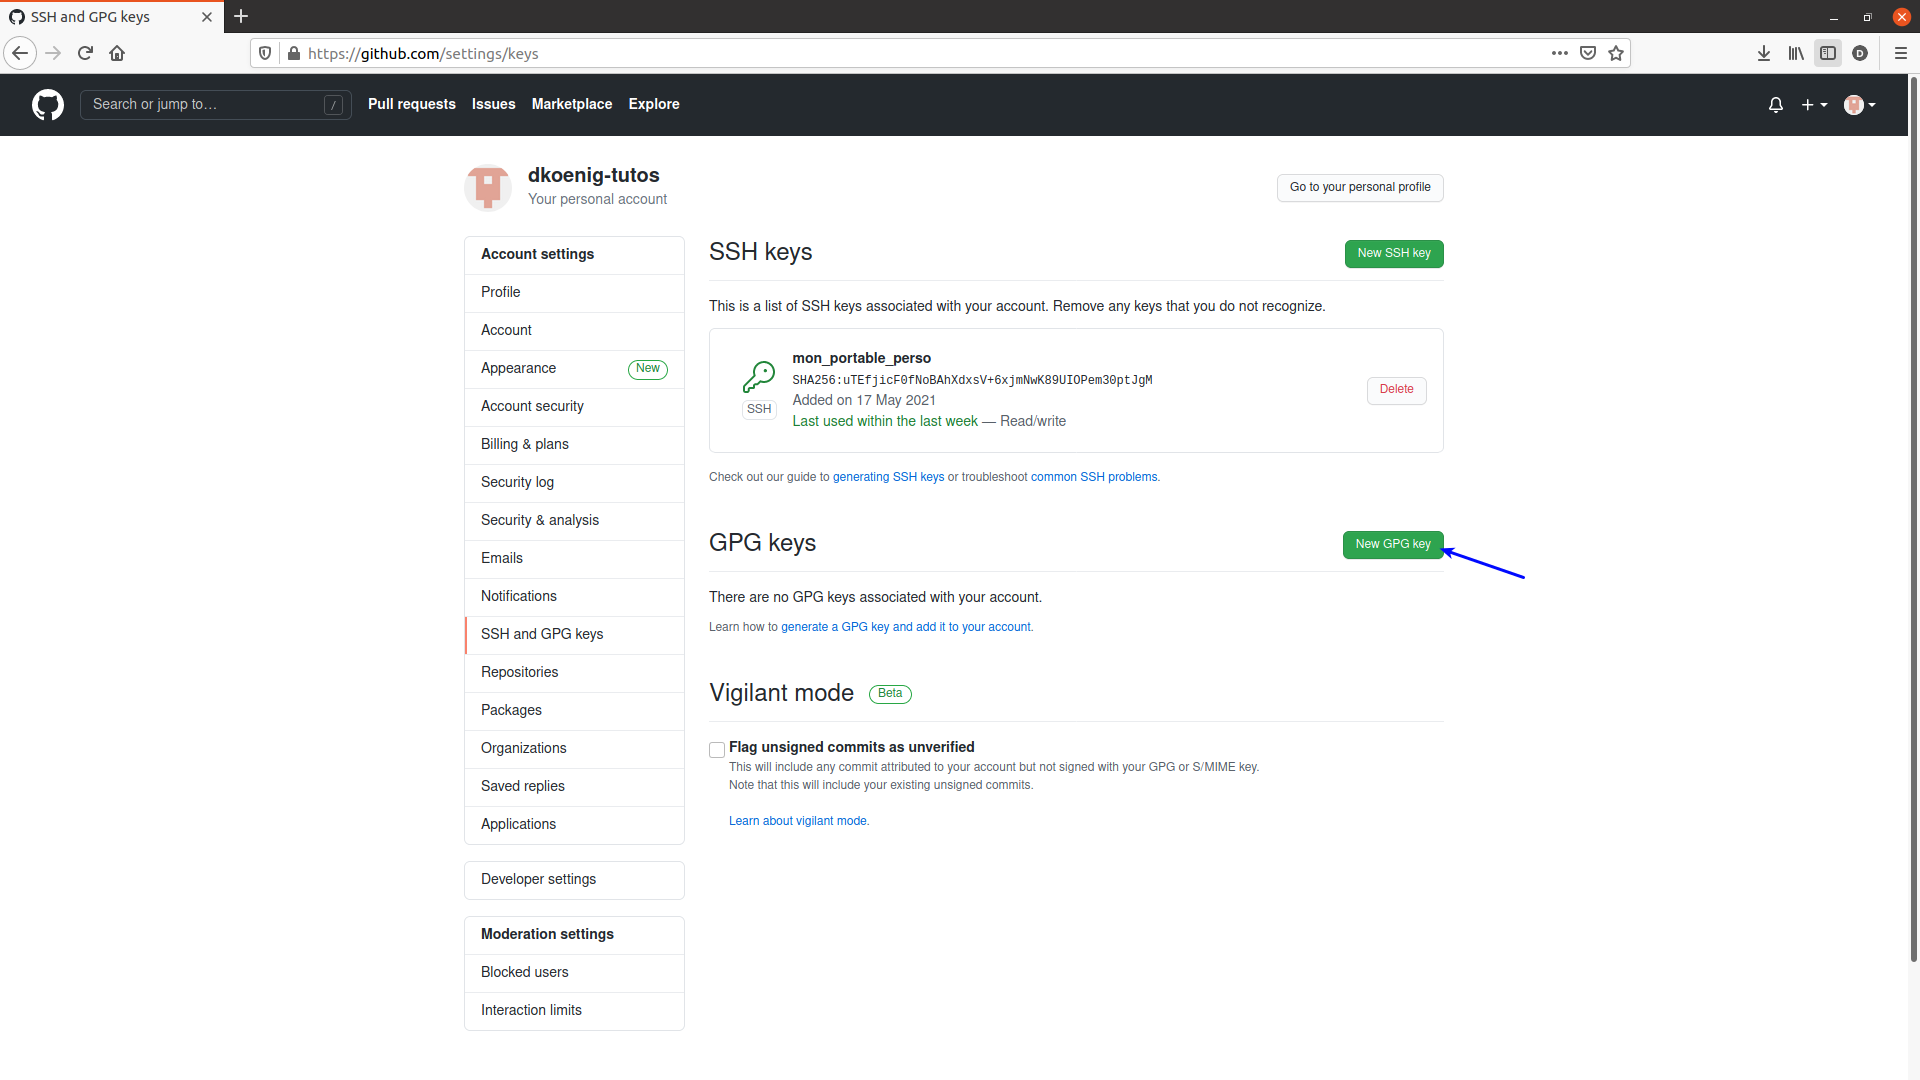 SSH and GPG keys
https://github.com/settings/keys
D
Search or jump to…
/
Pull requests
Issues
Marketplace
Explore
dkoenig-tutos
Your personal account
Go to your personal profile
Account settings
Profile
Account
Appearance
New
Account security
Billing & plans
Security log
Security & analysis
Emails
Notifications
SSH and GPG keys
Repositories
Packages
Organizations
Saved replies
Applications
Developer settings
Moderation settings
Blocked users
Interaction limits
SSH keys
New SSH key
This is a list of SSH keys associated with your account. Remove any keys that you do not recognize.
mon_portable_perso
SHA256:uTEfjicF0fNoBAhXdxsV+6xjmNwK89UIOPem30ptJgM
Added on 17 May 2021
Last used within the last week — Read/write
SSH
Delete
Check out our guide to generating SSH keys or troubleshoot common SSH problems.
GPG keys
New GPG key
There are no GPG keys associated with your account.
Learn how to generate a GPG key and add it to your account.
Vigilant mode
Beta
Flag unsigned commits as unverified
This will include any commit attributed to your account but not signed with your GPG or S/MIME key.
Note that this will include your existing unsigned commits.
Learn about vigilant mode.